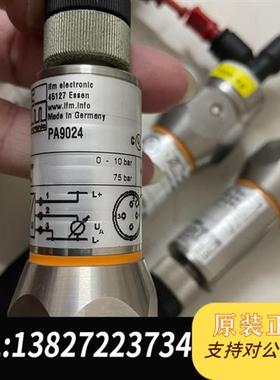 ifm electronic
45127 Essen
www.ifm.info
Made in Germany
PA9024
0 - 10 bar
75 bar
L+
UA
L-
原装正
:13827223734
支持对公